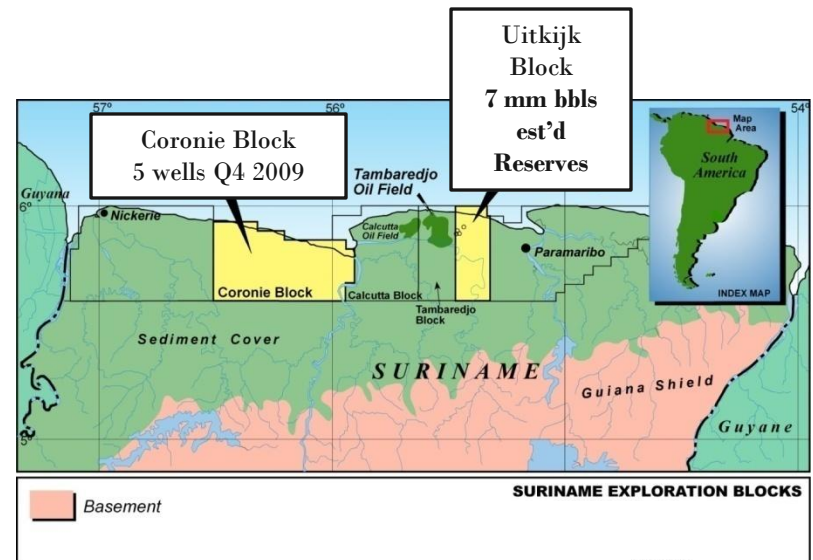 Uitkijk
Block
7 mm bbls
est’d
Reserves
57°
56°
54°
Coronie Block
5 wells Q4 2009
Map
Area
South
America
INDEX MAP
Guyana
6°
Nickerie
Tambaredjo
Oil Field
Calcutta
Oil Field
Paramaribo
Coronie Block
Calcutta Block
Tambaredjo
Block
Sediment Cover
SURINAME
Guiana Shield
Guyane
5°
SURINAME EXPLORATION BLOCKS
Basement